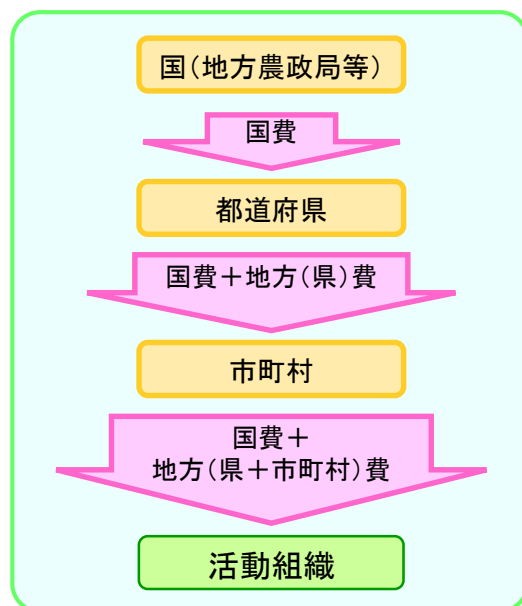 国（地方農政局等）
国費
都道府県
国費＋地方（県）費
市町村
国費＋
地方（県＋市町村）費
活動組織